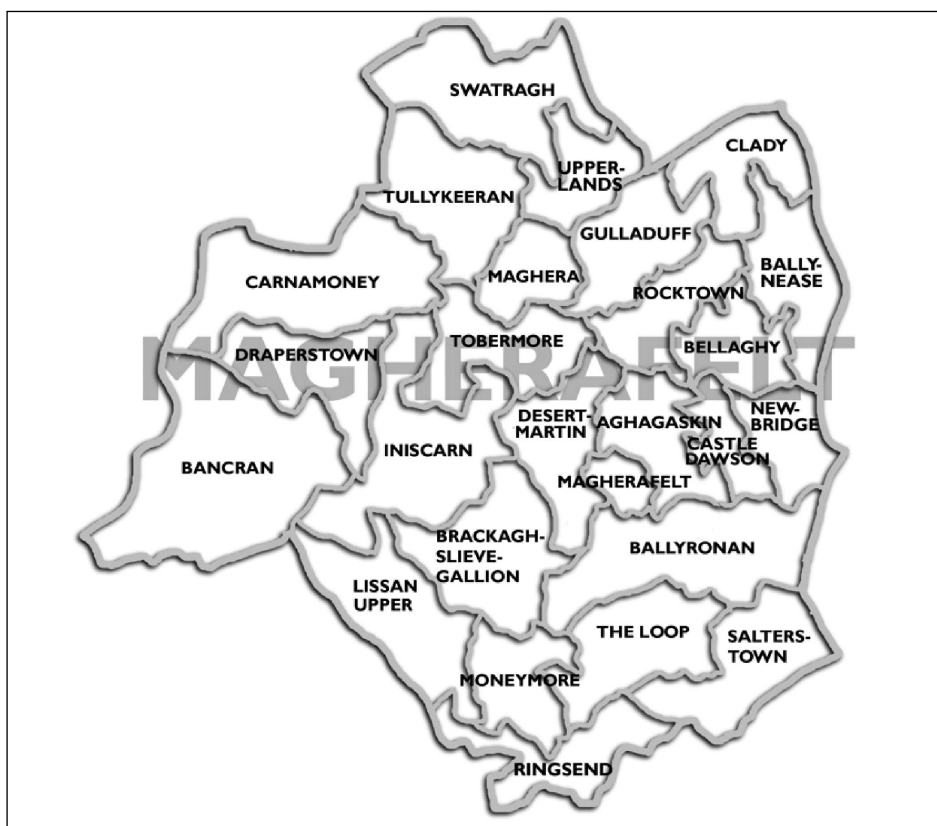 SWATRAGH
CLADY
UPPER-
LANDS
TULLYKEERAN
GULLADUFF
MAGHERA
CARNAMONEY
BALLY-
NEASE
ROCKTOWN
TOBERMORE
BELLAGHY
DRAPERSTOWN
MAGHERAFELT
DESERT-
MARTIN
AGHAGASKIN
NEW-
BRIDGE
CASTLE
DAWSON
INISCARN
BANCRAN
MAGHERAFELT
BRACKAGH-
SLIEVE-
GALLION
BALLYRONAN
LISSAN
UPPER
THE LOOP
SALTERS-
TOWN
MONEYMORE
RINGSEND